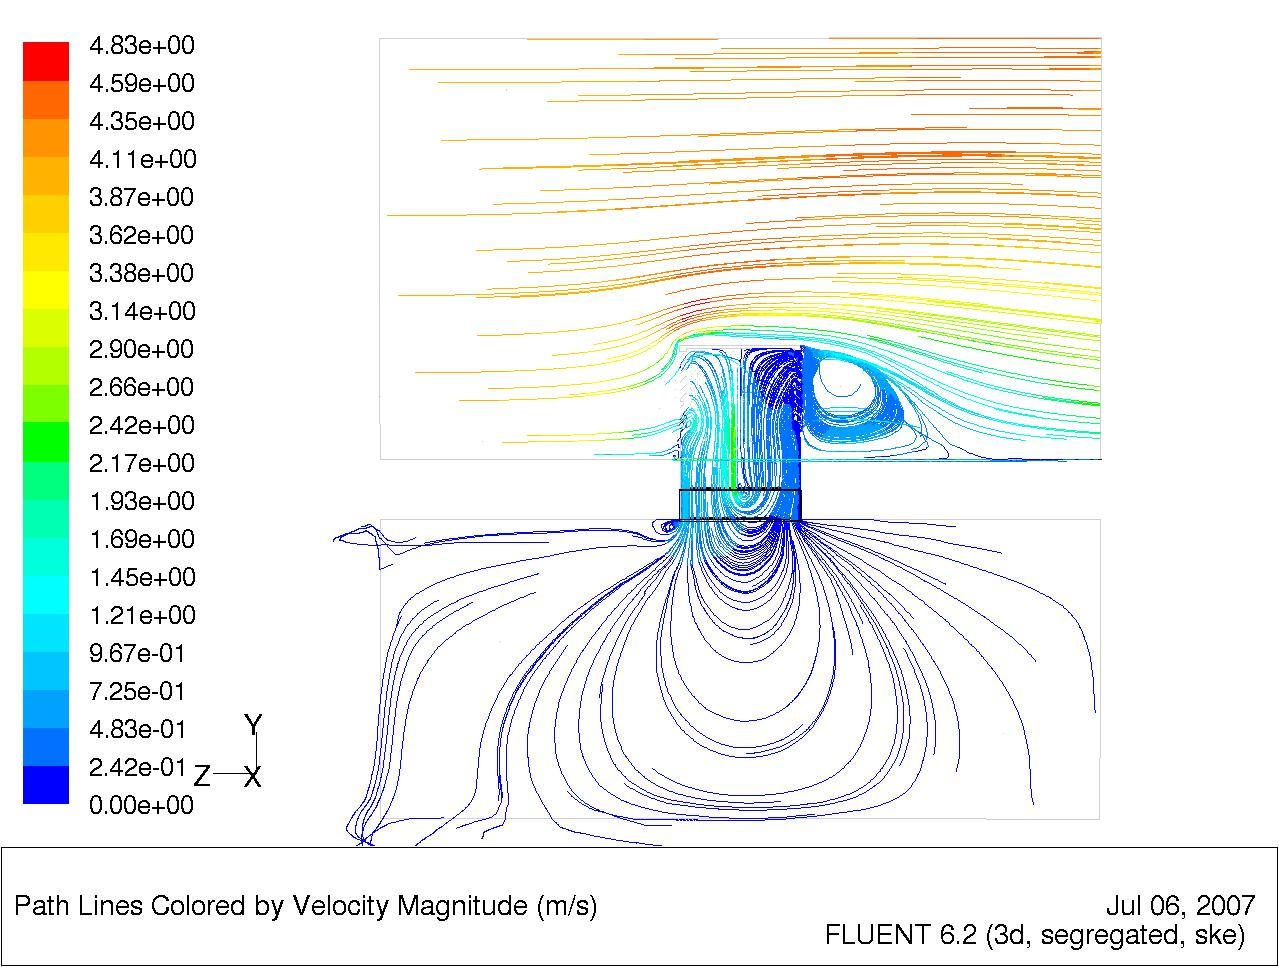 4.83e+00
4.59e+00
4.35e+00
4.11e+00
3.87e+00
3.62e+00
3.38e+00
3.14e+00
2.90e+00
2.66e+00
2.42e+00
2.17e+00
1.93e+00
1.69e+00
1.45e+00
1.21e+00
9.67e-01
7.25e-01
4.83e-01
2.42e-01
0.00e+00
Y
Z
X
Path Lines Colored by Velocity Magnitude (m/s)
Jul 06, 2007
FLUENT 6.2 (3d, segregated, ske)